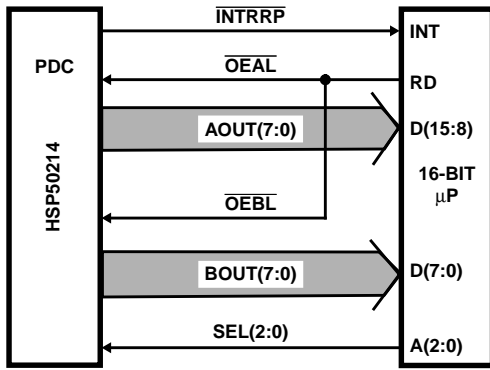 INTRRP
INT
PDC
OEAL
RD
AOUT(7:0)
D(15:8)
HSP50214
16-BIT
μP
OEBL
BOUT(7:0)
D(7:0)
SEL(2:0)
A(2:0)